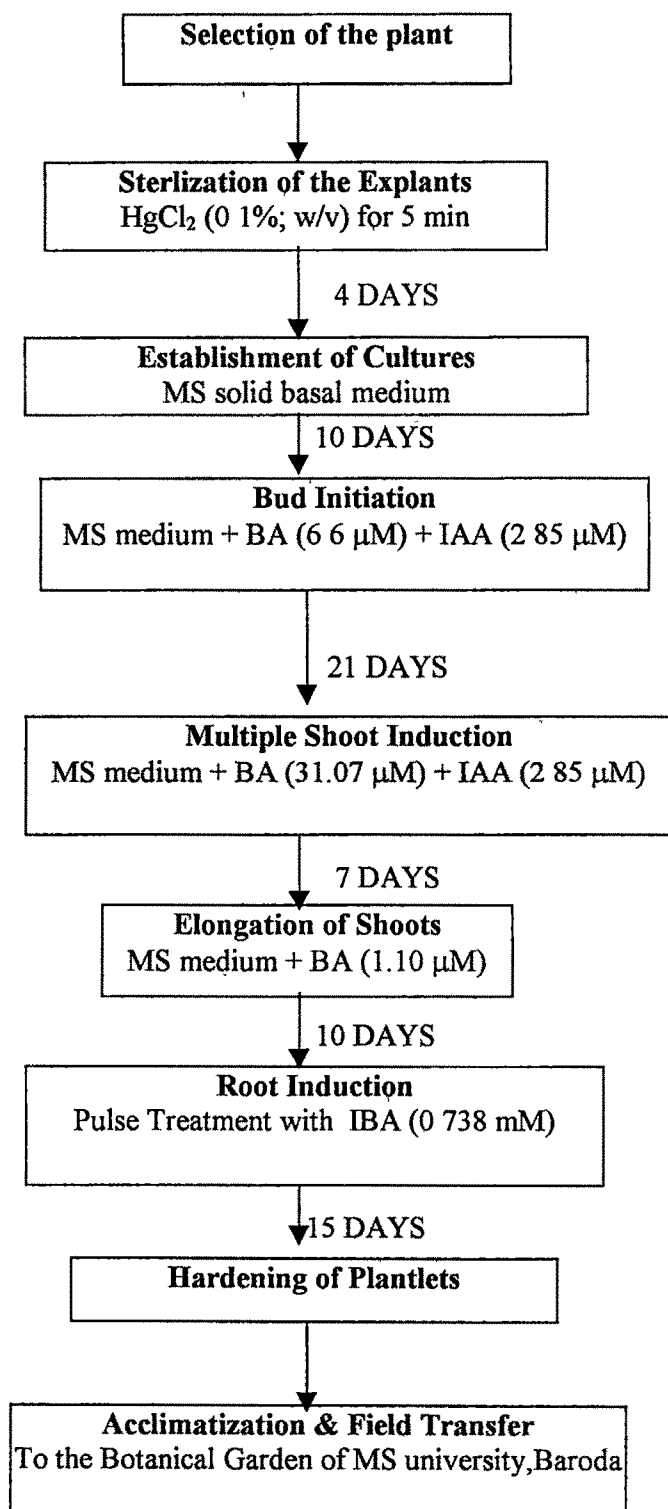 Selection of the plant
Sterlization of the Explants
HgCl₂ (0 1%; w/v) for 5 min
4 DAYS
Establishment of Cultures
MS solid basal medium
10 DAYS
Bud Initiation
MS medium + BA (6 6 μM) + IAA (2 85 μM)
21 DAYS
Multiple Shoot Induction
MS medium + BA (31.07 μM) + IAA (2 85 μM)
7 DAYS
Elongation of Shoots
MS medium + BA (1.10 μM)
10 DAYS
Root Induction
Pulse Treatment with IBA (0 738 mM)
15 DAYS
Hardening of Plantlets
Acclimatization & Field Transfer
To the Botanical Garden of MS university,Baroda